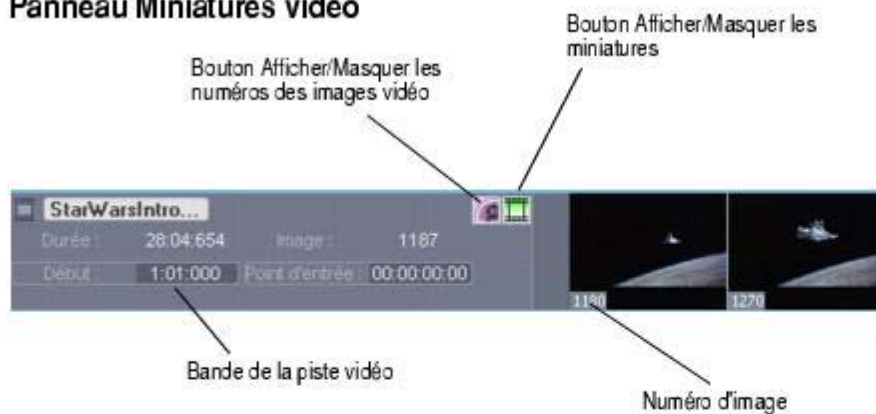 Panneau Miniatures Vidéo
Bouton Afficher/Masquer les
miniatures
Bouton Afficher/Masquer les
numéros des images vidéo
StarWarsIntro...
Durée : 28:04:654 Image : 1187
Début : 1:01:000 Point d'entrée : 00:00:00:00
1180 1270
Bande de la piste vidéo
Numéro d'image